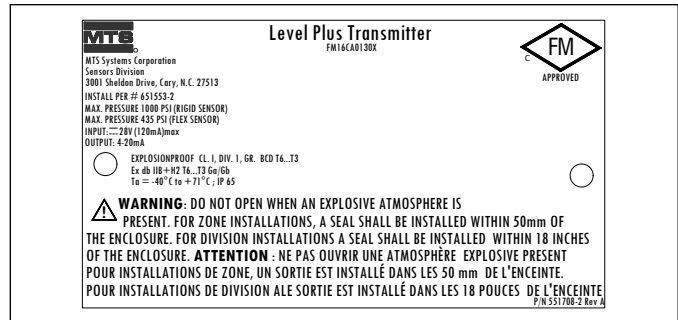 MTS
Level Plus Transmitter
FM16CA0130X
C FM
APPROVED
MTS Systems Corporation
Sensors Division
3001 Sheldon Drive, Cary, N.C. 27513
INSTALL PER # 651553-2
MAX. PRESSURE 1000 PSI (RIGID SENSOR)
MAX. PRESSURE 435 PSI (FLEX SENSOR)
INPUT:⎓28V (120mA)max
OUTPUT: 4-20mA
EXPLOSIONPROOF CL. I, DIV. 1, GR. BCD T6...T3
Ex db IIB+H2 T6...T3 Ga/Gb
Ta = -40°C to +71°C ; IP 65
WARNING: DO NOT OPEN WHEN AN EXPLOSIVE ATMOSPHERE IS
PRESENT. FOR ZONE INSTALLATIONS, A SEAL SHALL BE INSTALLED WITHIN 50mm OF
THE ENCLOSURE. FOR DIVISION INSTALLATIONS A SEAL SHALL BE INSTALLED WITHIN 18 INCHES
OF THE ENCLOSURE. ATTENTION : NE PAS OUVRIR UNE ATMOSPHÈRE EXPLOSIVE PRESENT
POUR INSTALLATIONS DE ZONE, UN SORTIE EST INSTALLÉ DANS LES 50 mm DE L'ENCEINTE.
POUR INSTALLATIONS DE DIVISION ALE SORTIE EST INSTALLÉ DANS LES 18 POUCES DE L'ENCEINTE
P/N 551708-2 Rev A